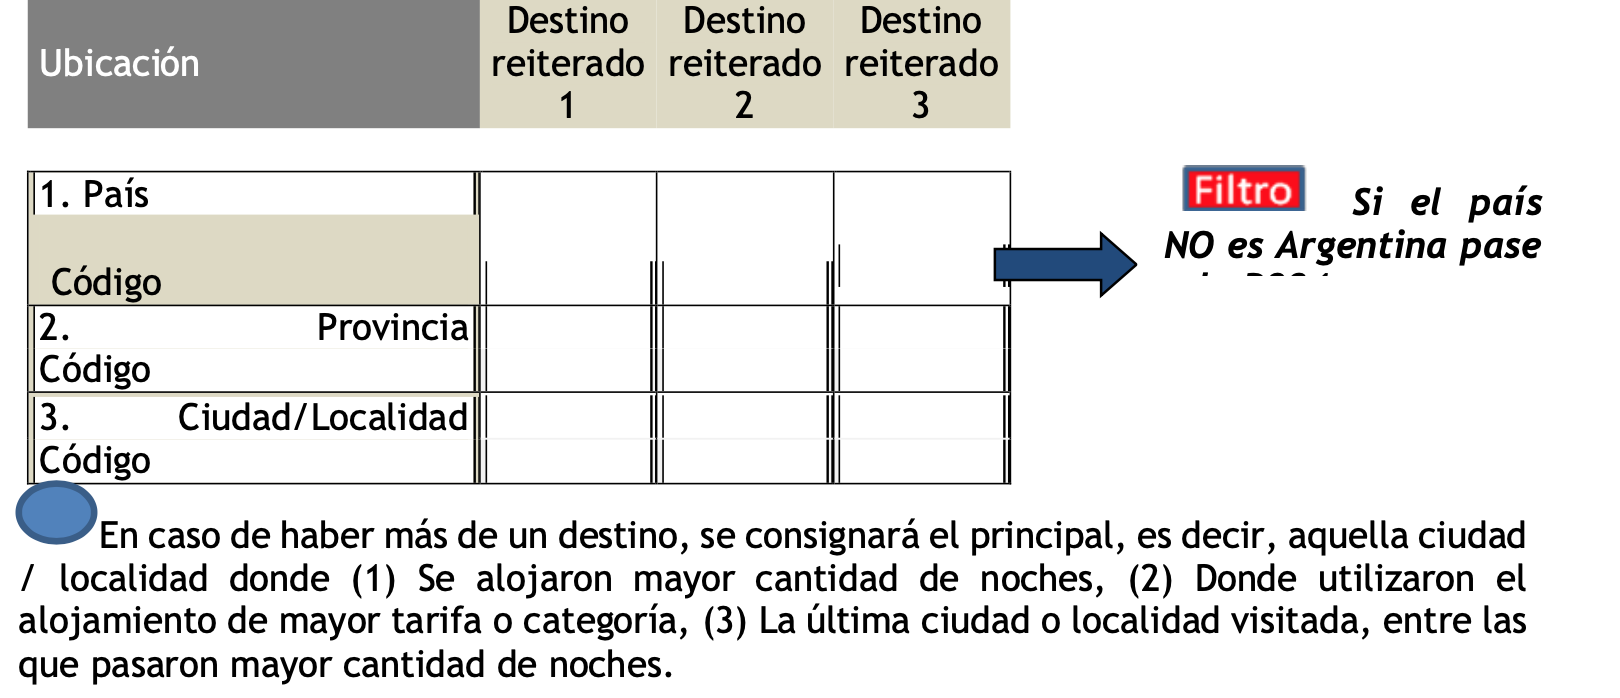 Ubicación
Destino reiterado 1
Destino reiterado 2
Destino reiterado 3
1. País
Código
2. Provincia
Código
3. Ciudad/Localidad
Código
Filtro Si el país
NO es Argentina pase
En caso de haber más de un destino, se consignará el principal, es decir, aquella ciudad
/ localidad donde (1) Se alojaron mayor cantidad de noches, (2) Donde utilizaron el
alojamiento de mayor tarifa o categoría, (3) La última ciudad o localidad visitada, entre las
que pasaron mayor cantidad de noches.